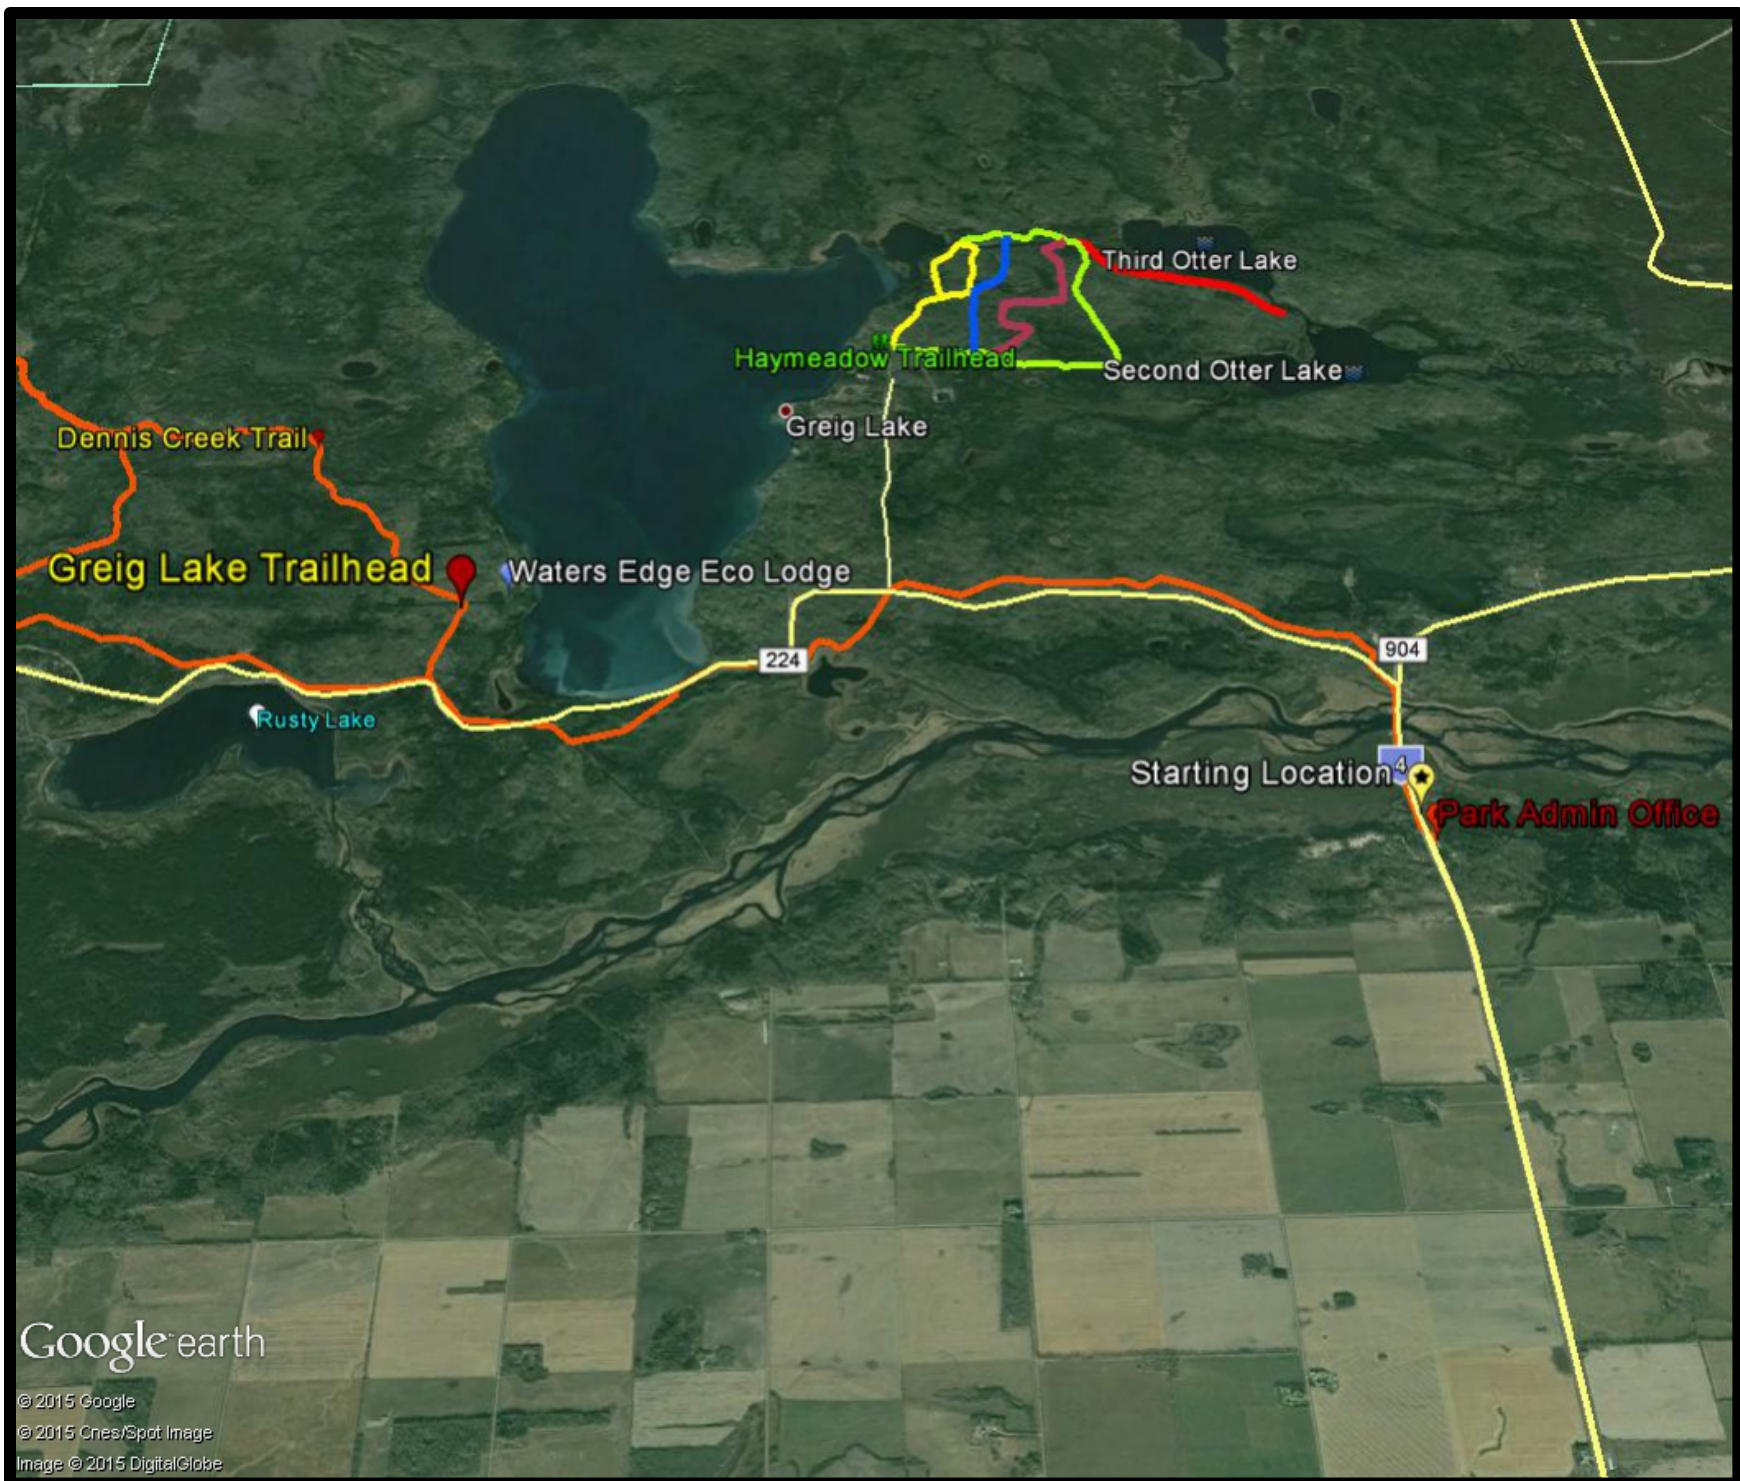 Third Otter Lake
Haymeadow Trailhead
Second Otter Lake
Greig Lake
Dennis Creek Trail
Greig Lake Trailhead
Waters Edge Eco Lodge
224
904
Rusty Lake
Starting Location
4
Park Admin Office
Google earth
© 2015 Google
© 2015 Cnes/Spot Image
Image © 2015 DigitalGlobe